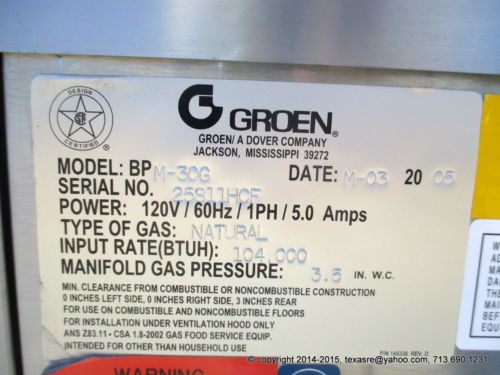 DESIGN
CERTIFIED
GROEN®
GROEN/ A DOVER COMPANY
JACKSON, MISSISSIPPI 39272
MODEL: BP M-30G DATE: M-03 20 05
SERIAL NO. 25811HCF
POWER: 120V / 60Hz / 1PH / 5.0 Amps
TYPE OF GAS: NATURAL
INPUT RATE(BTUH): 104,000
MANIFOLD GAS PRESSURE: 3.5 IN. W.C.
MIN. CLEARANCE FROM COMBUSTIBLE OR NONCOMBUSTIBLE CONSTRUCTION
0 INCHES LEFT SIDE, 0 INCHES RIGHT SIDE, 3 INCHES REAR
FOR USE ON COMBUSTIBLE AND NONCOMBUSTIBLE FLOORS
FOR INSTALLATION UNDER VENTILATION HOOD ONLY
ANS Z83.11 - CSA 1.8-2002 GAS FOOD SERVICE EQUIP.
INTENDED FOR OTHER THAN HOUSEHOLD USE
WARNING
© copyright 2014-2015, texasre@yahoo.com, 713 690 1231